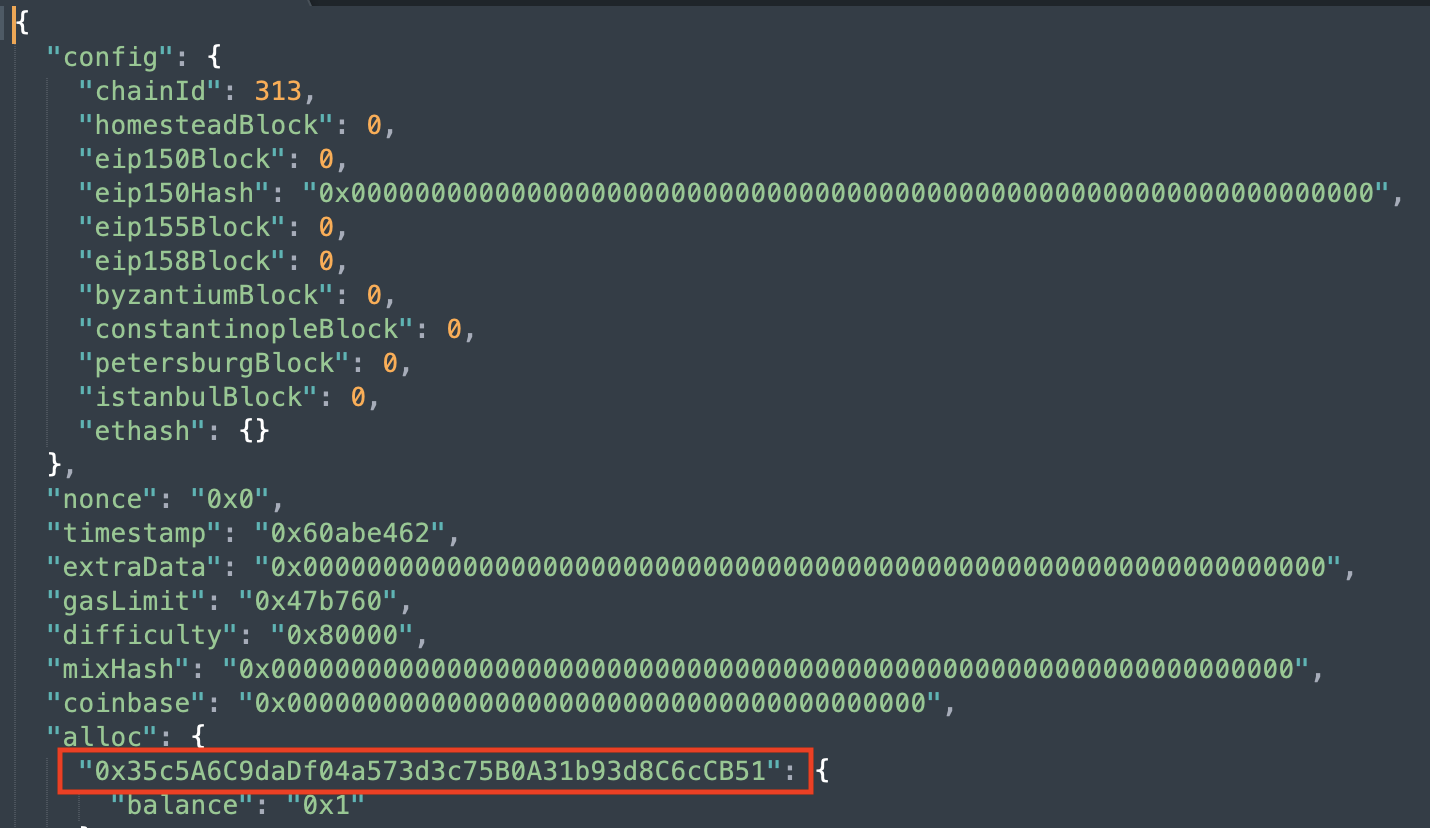 {
"config": {
"chainId": 313,
"homesteadBlock": 0,
"eip150Block": 0,
"eip150Hash": "0x0000000000000000000000000000000000000000000000000000000000000000",
"eip155Block": 0,
"eip158Block": 0,
"byzantiumBlock": 0,
"constantinopleBlock": 0,
"petersburgBlock": 0,
"istanbulBlock": 0,
"ethash": {}
},
"nonce": "0x0",
"timestamp": "0x60abe462",
"extraData": "0x0000000000000000000000000000000000000000000000000000000000000000",
"gasLimit": "0x47b760",
"difficulty": "0x80000",
"mixHash": "0x0000000000000000000000000000000000000000000000000000000000000000",
"coinbase": "0x0000000000000000000000000000000000000000",
"alloc": {
"0x35c5A6C9daDf04a573d3c75B0A31b93d8C6cCB51": {
"balance": "0x1"